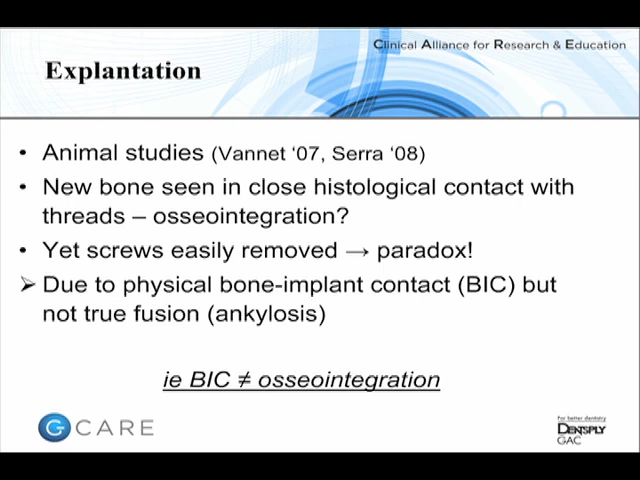 Clinical Alliance for Research & Education
Explantation
• Animal studies (Vannet ‘07, Serra ‘08)
• New bone seen in close histological contact with
threads – osseointegration?
• Yet screws easily removed → paradox!
➢ Due to physical bone-implant contact (BIC) but
not true fusion (ankylosis)
ie BIC ≠ osseointegration
G CARE
For better dentistry
DENTSPLY
GAC